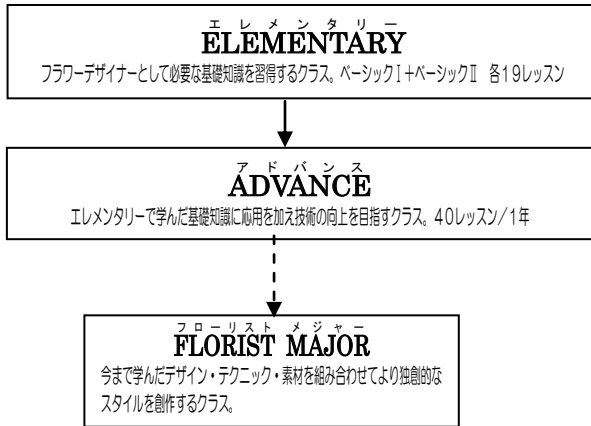 エレメンタリー
ELEMENTARY
フラワーデザイナーとして必要な基礎知識を習得するクラス。ベーシックⅠ+ベーシックⅡ 各19レッスン
アドバンス
ADVANCE
エレメンタリーで学んだ基礎知識に応用を加え技術の向上を目指すクラス。40レッスン/1年
フローリスト メジャー
FLORIST MAJOR
今まで学んだデザイン・テクニック・素材を組み合わせてより独創的な
スタイルを創作するクラス。